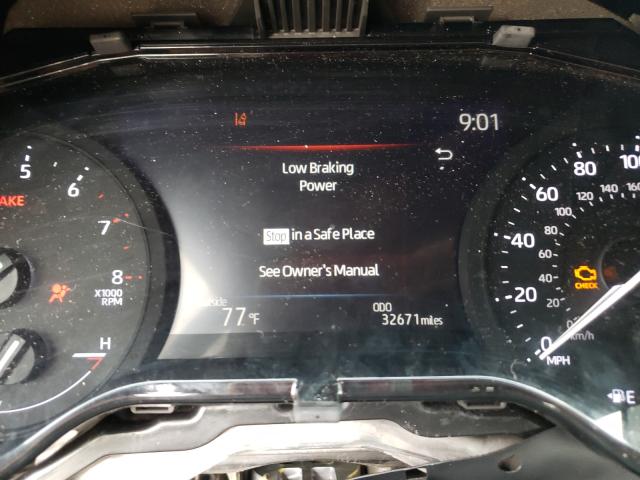 9:01
Low Braking
Power
Stop in a Safe Place
See Owner's Manual
77 °F
ODO
32671 miles
5
6
7
8
X1000
RPM
H
100
80
60
40
20
0
160
140
120
100
80
60
40
20
km/h
MPH
CHECK
E